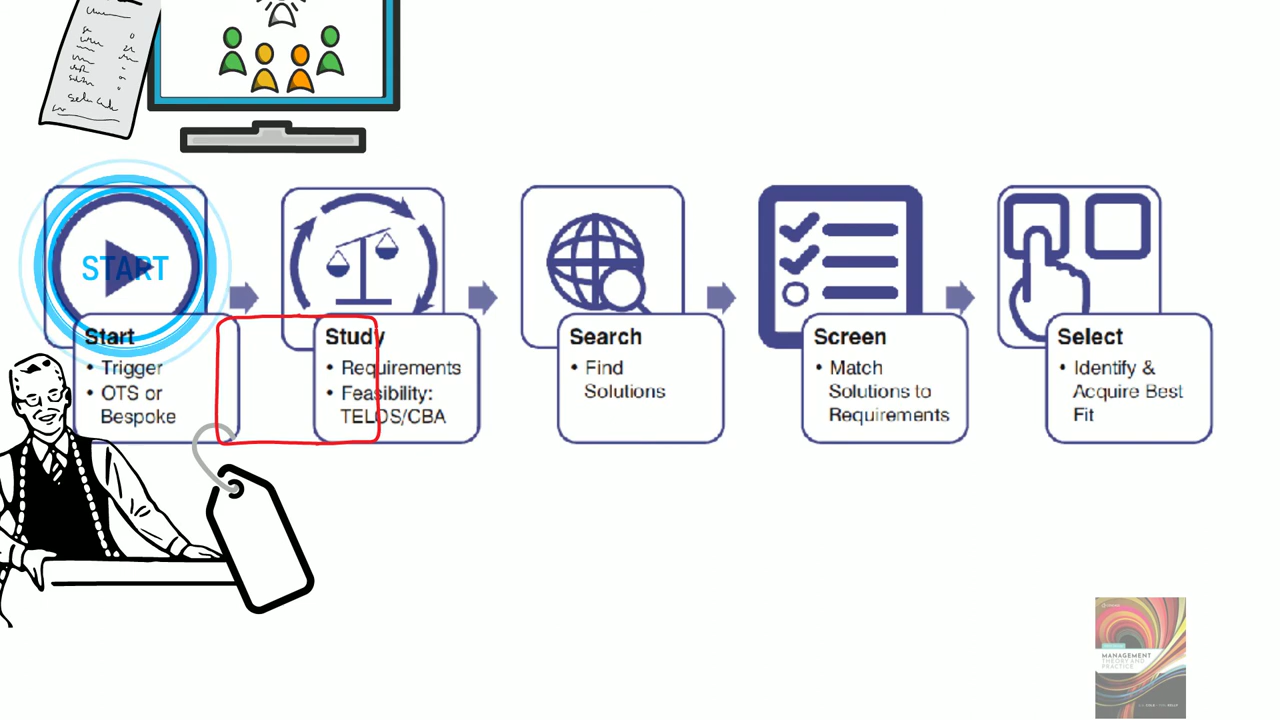 START
Start
• Trigger
• OTS or
Bespoke
Study
• Requirements
• Feasibility:
TELOS/CBA
Search
• Find
Solutions
Screen
• Match
Solutions to
Requirements
Select
• Identify &
Acquire Best
Fit
MANAGEMENT
THEORY AND
PRACTICE